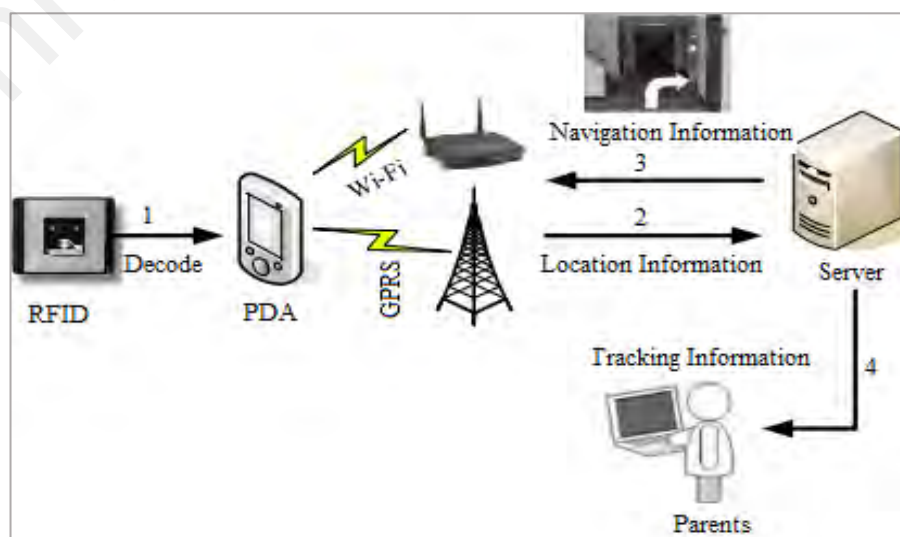 Navigation Information
3
Wi-Fi
1
2
Decode
Location Information
GPRS
Server
RFID
PDA
Tracking Information
4
Parents